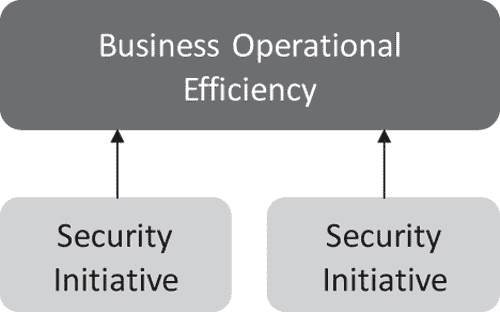 Business Operational
Efficiency
Security
Initiative
Security
Initiative